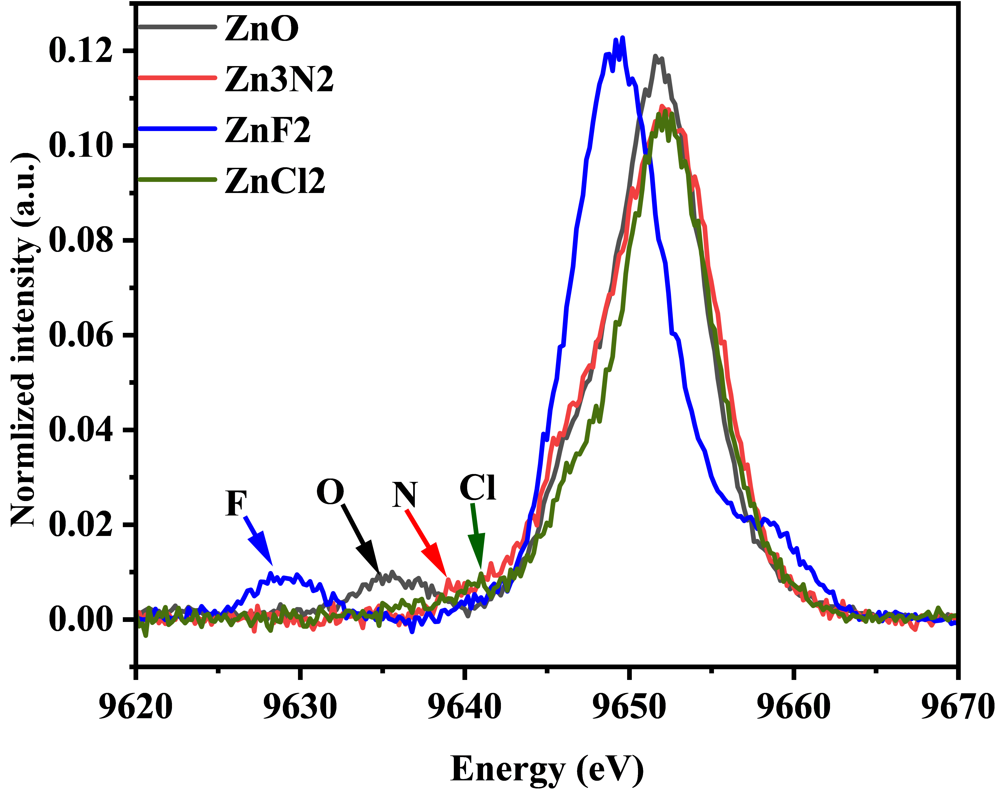 ZnO
Zn3N2
ZnF2
ZnCl2
0.12
0.10
0.08
0.06
0.04
0.02
0.00
Normlized intensity (a.u.)
F
O
N
Cl
9620
9630
9640
9650
9660
9670
Energy (eV)